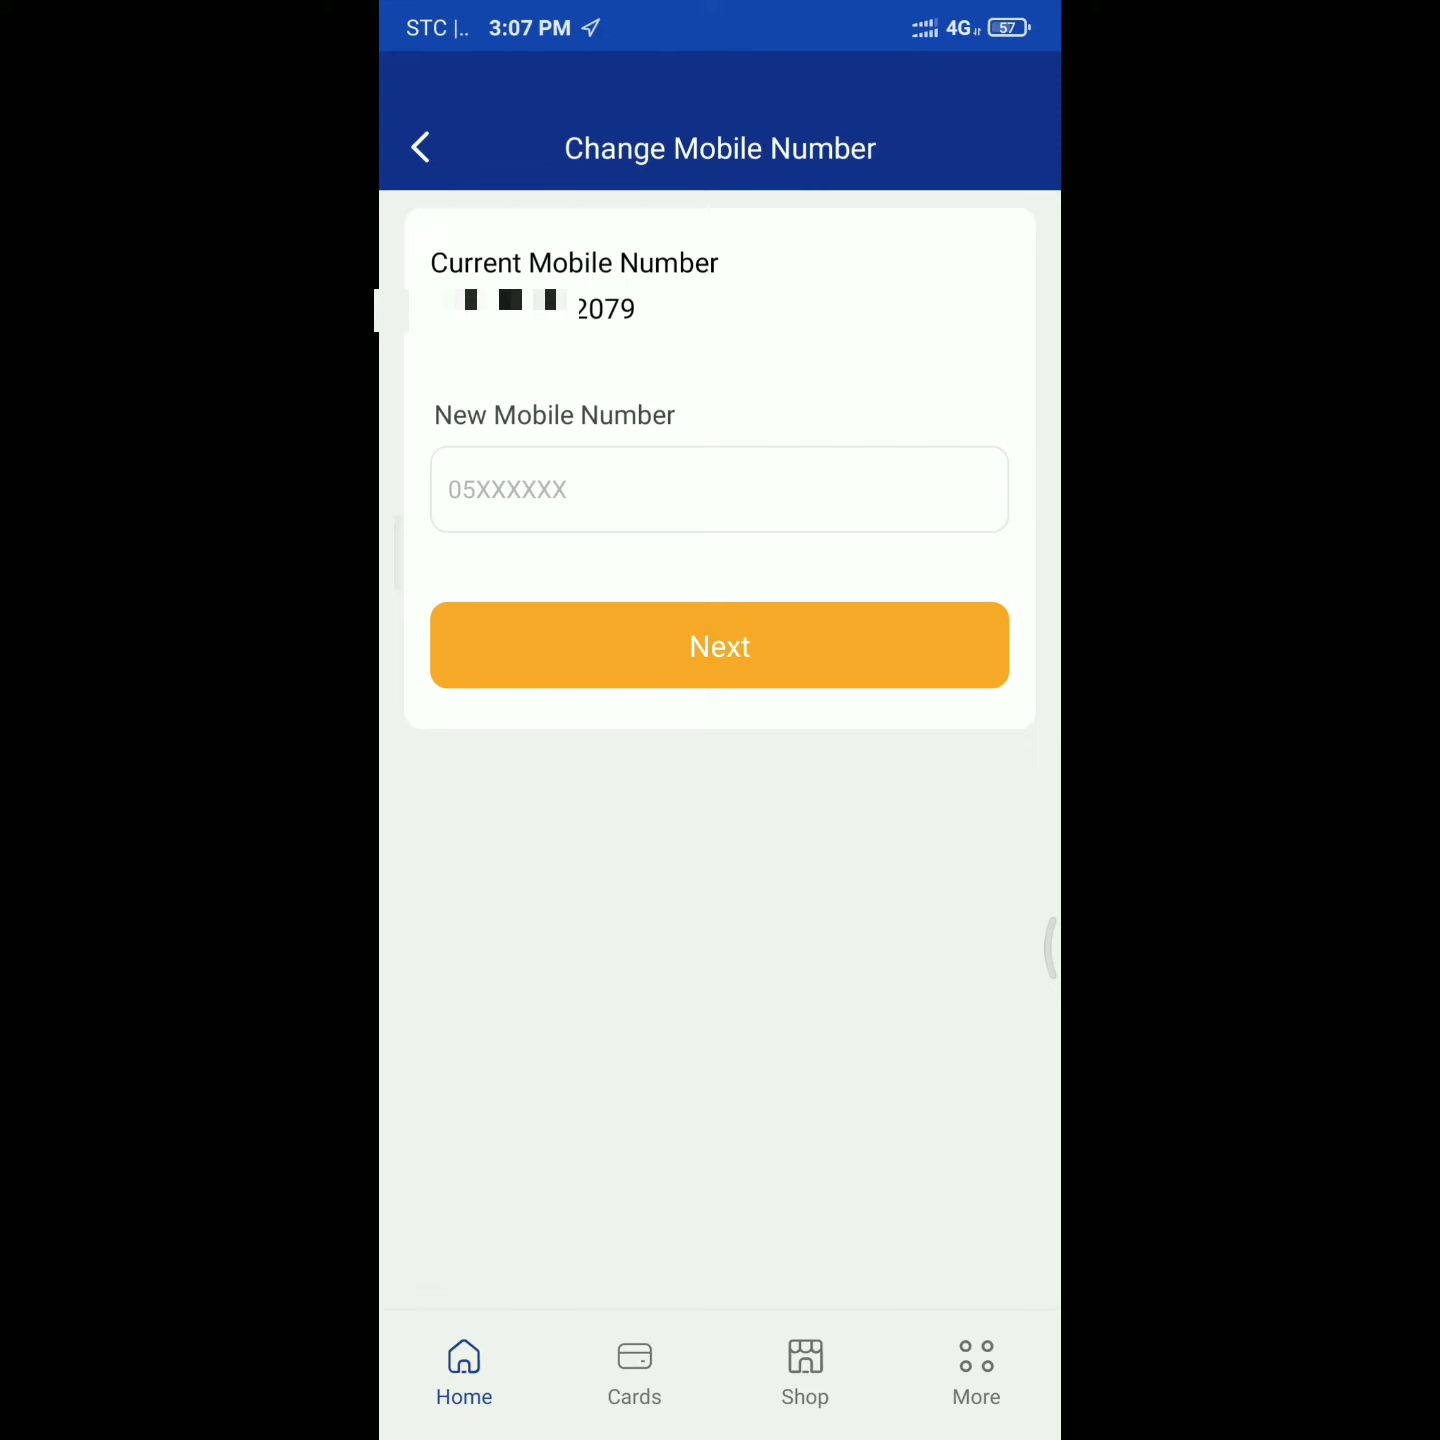 STC |.. 3:07 PM 4G 57
Change Mobile Number
Current Mobile Number
2079
New Mobile Number
05XXXXXX
Next
Home Cards Shop More